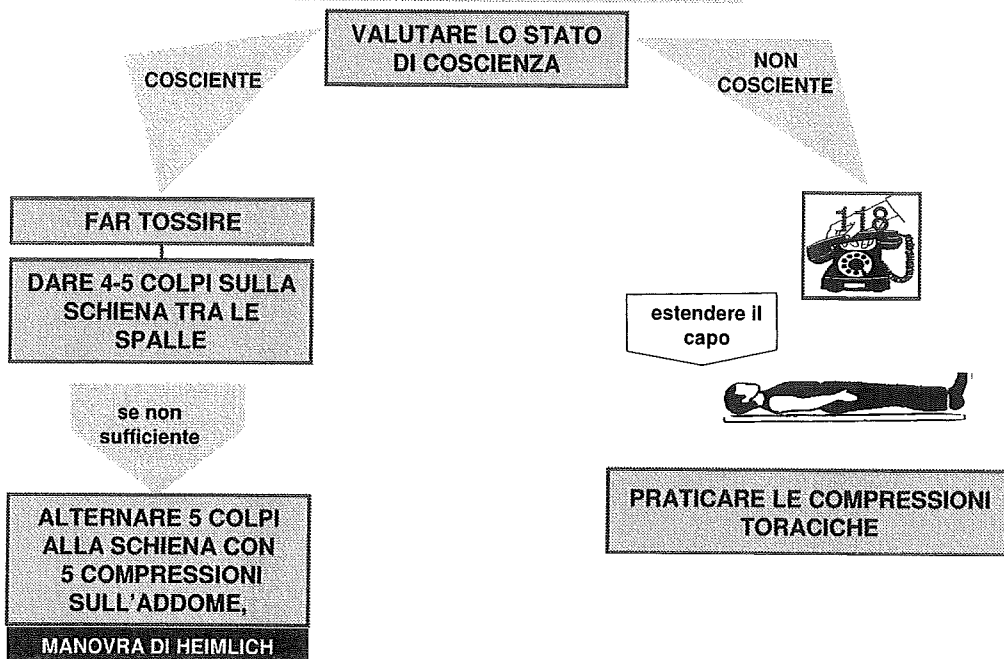 VALUTARE LO STATO
DI COSCIENZA
COSCIENTE
NON
COSCIENTE
FAR TOSSIRE
118
DARE 4-5 COLPI SULLA
SCHIENA TRA LE
SPALLE
estendere il
capo
se non
sufficiente
ALTERNARE 5 COLPI
ALLA SCHIENA CON
5 COMPRESSIONI
SULL'ADDOME,
MANOVRA DI HEIMLICH
PRATICARE LE COMPRESSIONI
TORACICHE